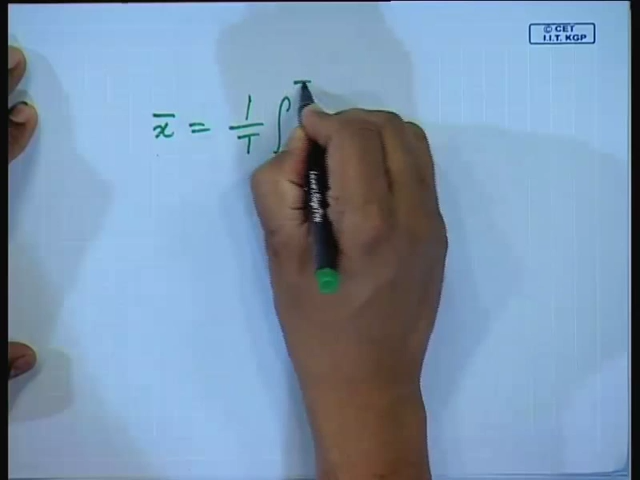 © CET
I.I.T. KGP
x̄ = 1/T ∫